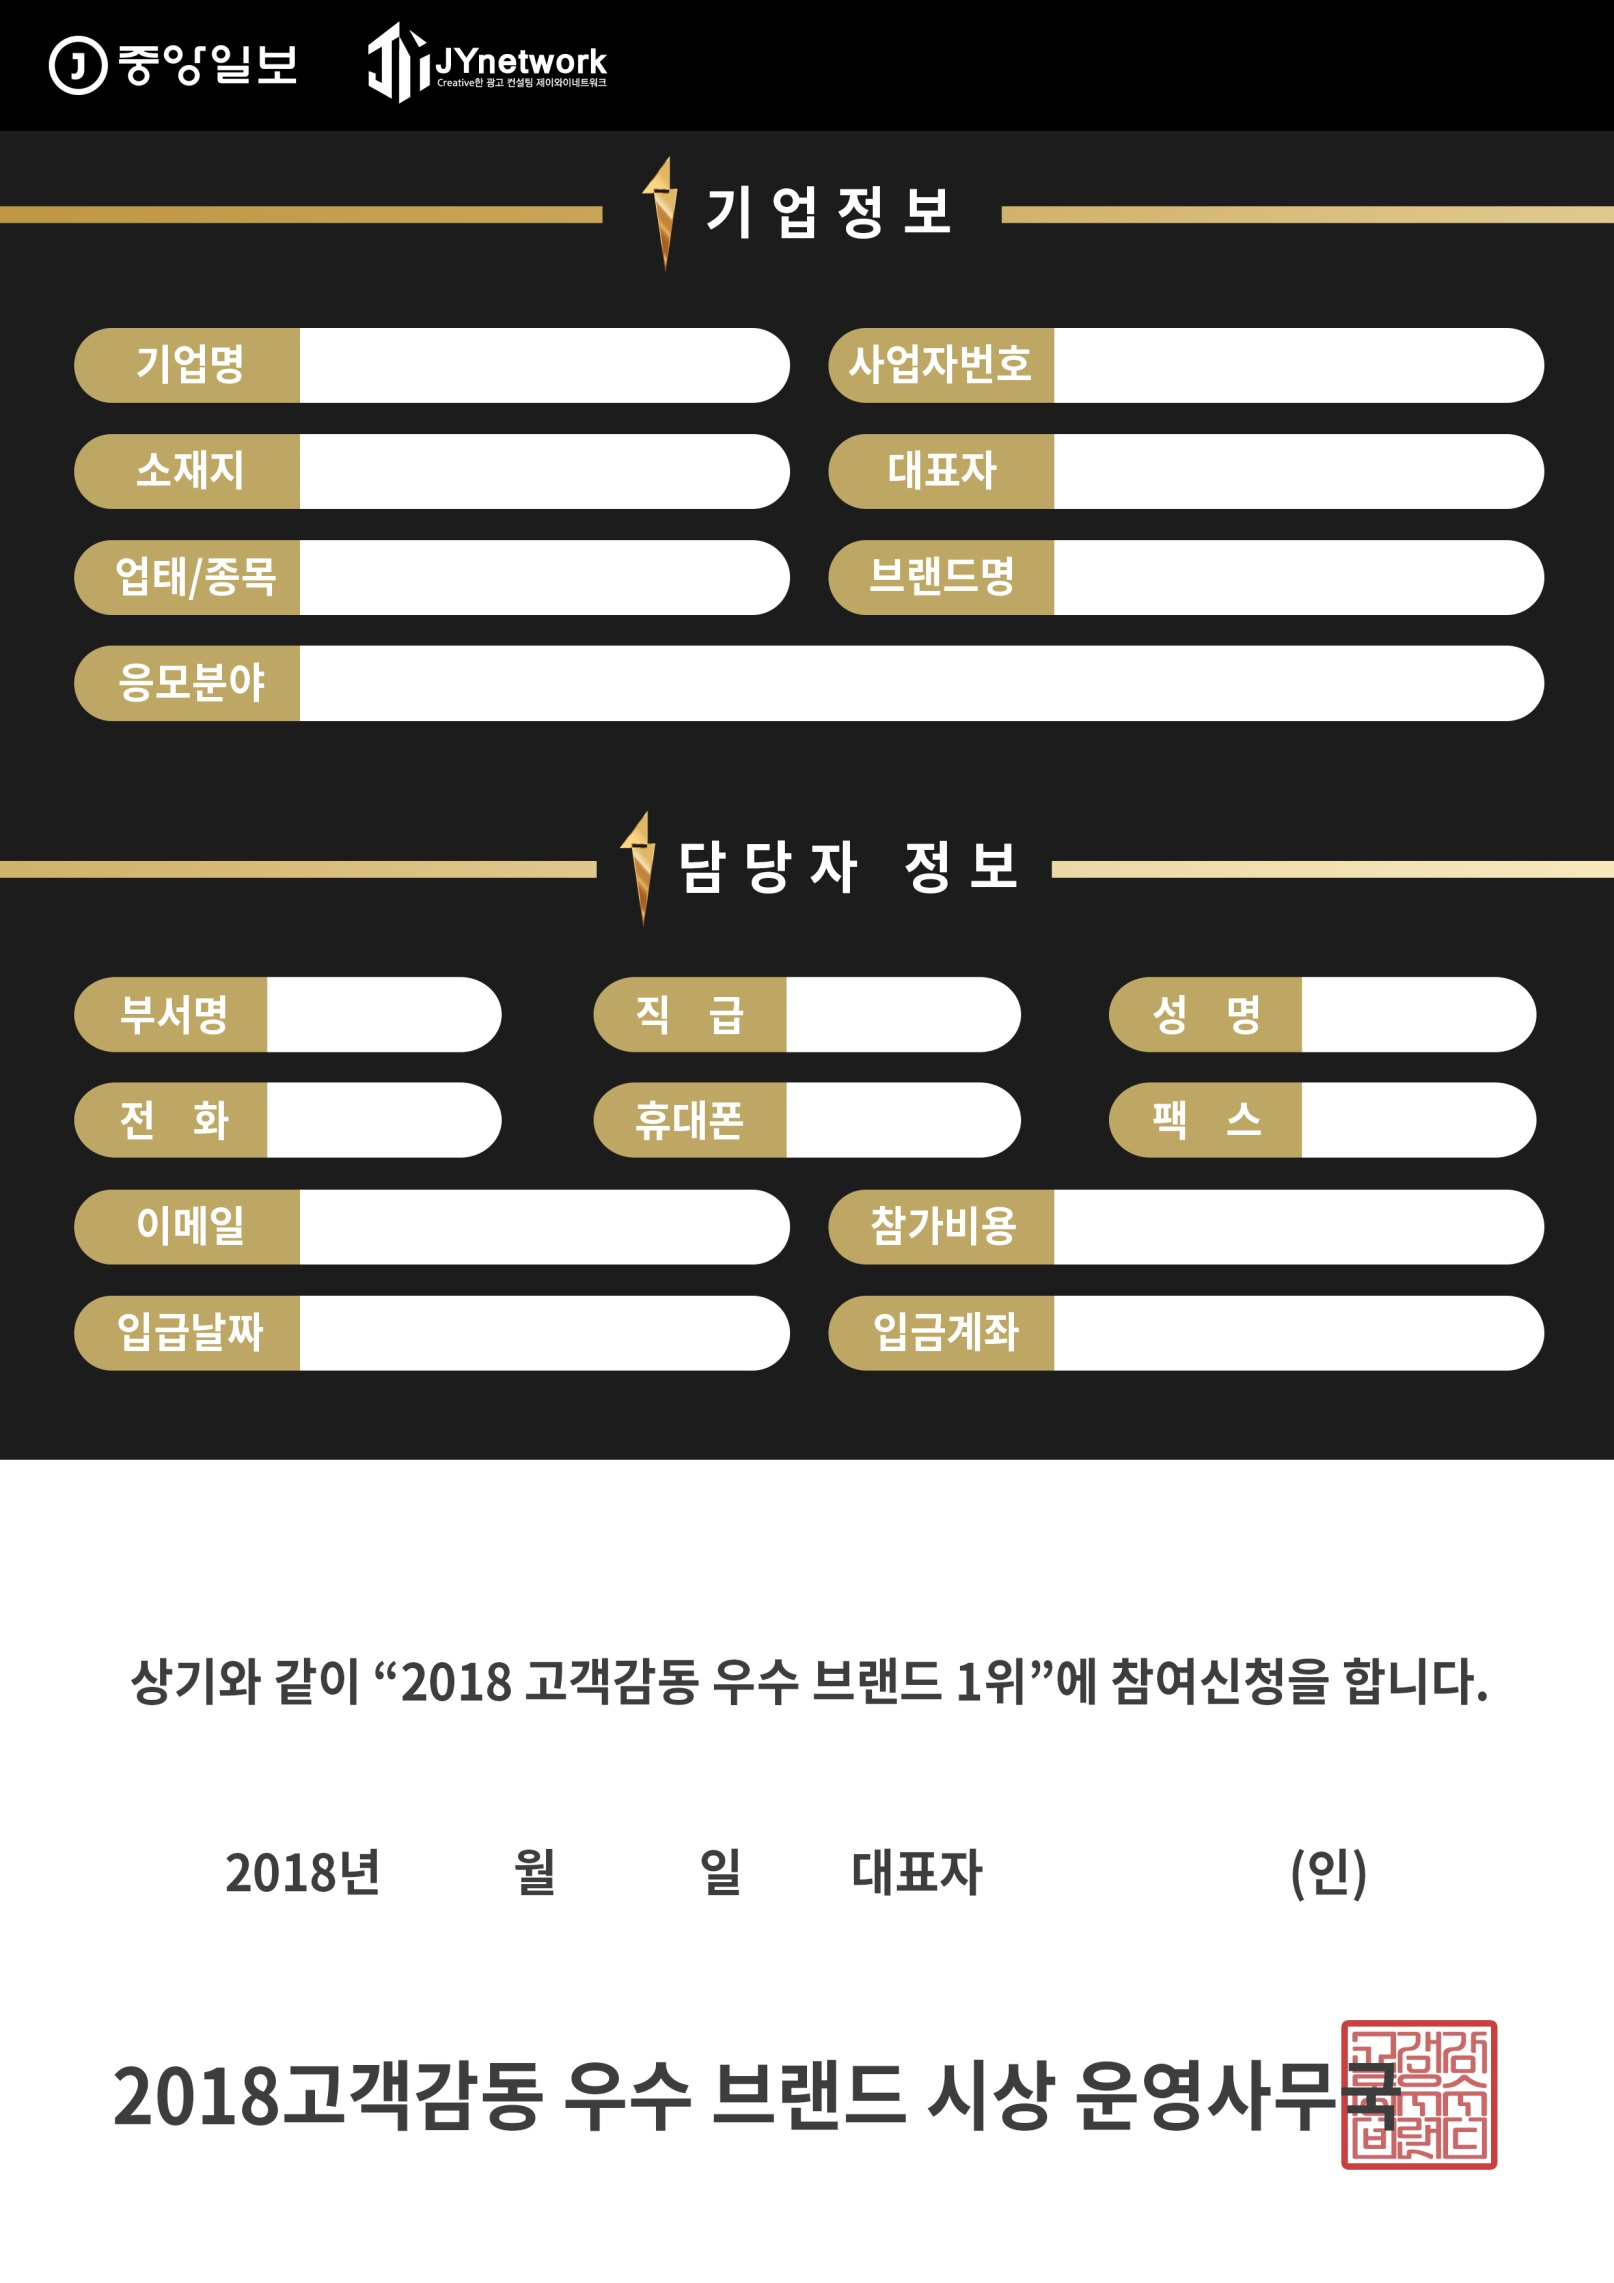 J 중앙일보 JYnetwork
Creative한 광고 컨설팅 제이와이네트워크
기업정보
기업명 사업자번호
소재지 대표자
업태/종목 브랜드명
응모분야
담당자 정보
부서명 직 급 성 명
전 화 휴대폰 팩 스
이메일 참가비용
입급날짜 입금계좌
상기와 같이 “2018 고객감동 우수 브랜드 1위”에 참여신청을 합니다.
2018년 월 일 대표자 (인)
2018고객감동 우수 브랜드 시상 운영사무국